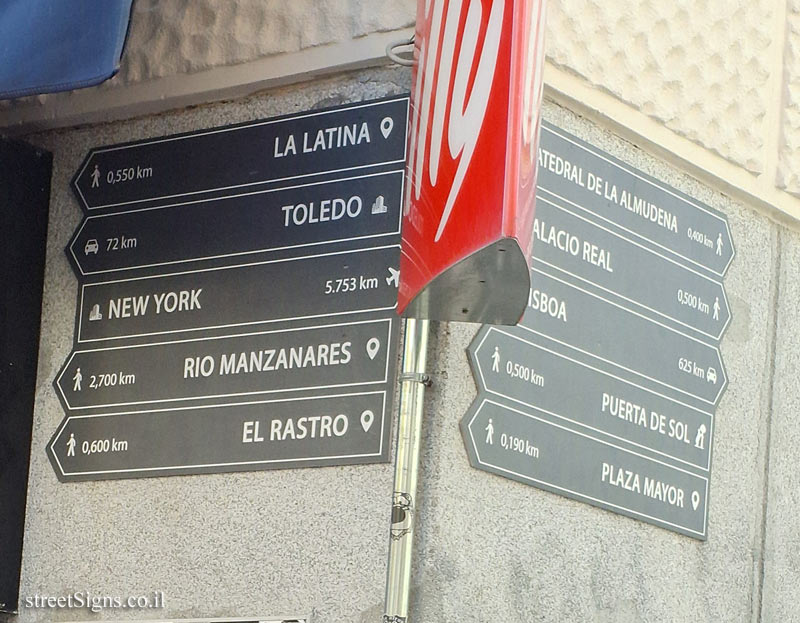 LA LATINA
0,550 km
TOLEDO
72 km
NEW YORK
5.753 km
RIO MANZANARES
2,700 km
EL RASTRO
0,600 km
ATEDRAL DE LA ALMUDENA
0,400 km
ALACIO REAL
0,500 km
ISBOA
625 km
0,500 km
PUERTA DE SOL
0,190 km
PLAZA MAYOR
streetSigns.co.il